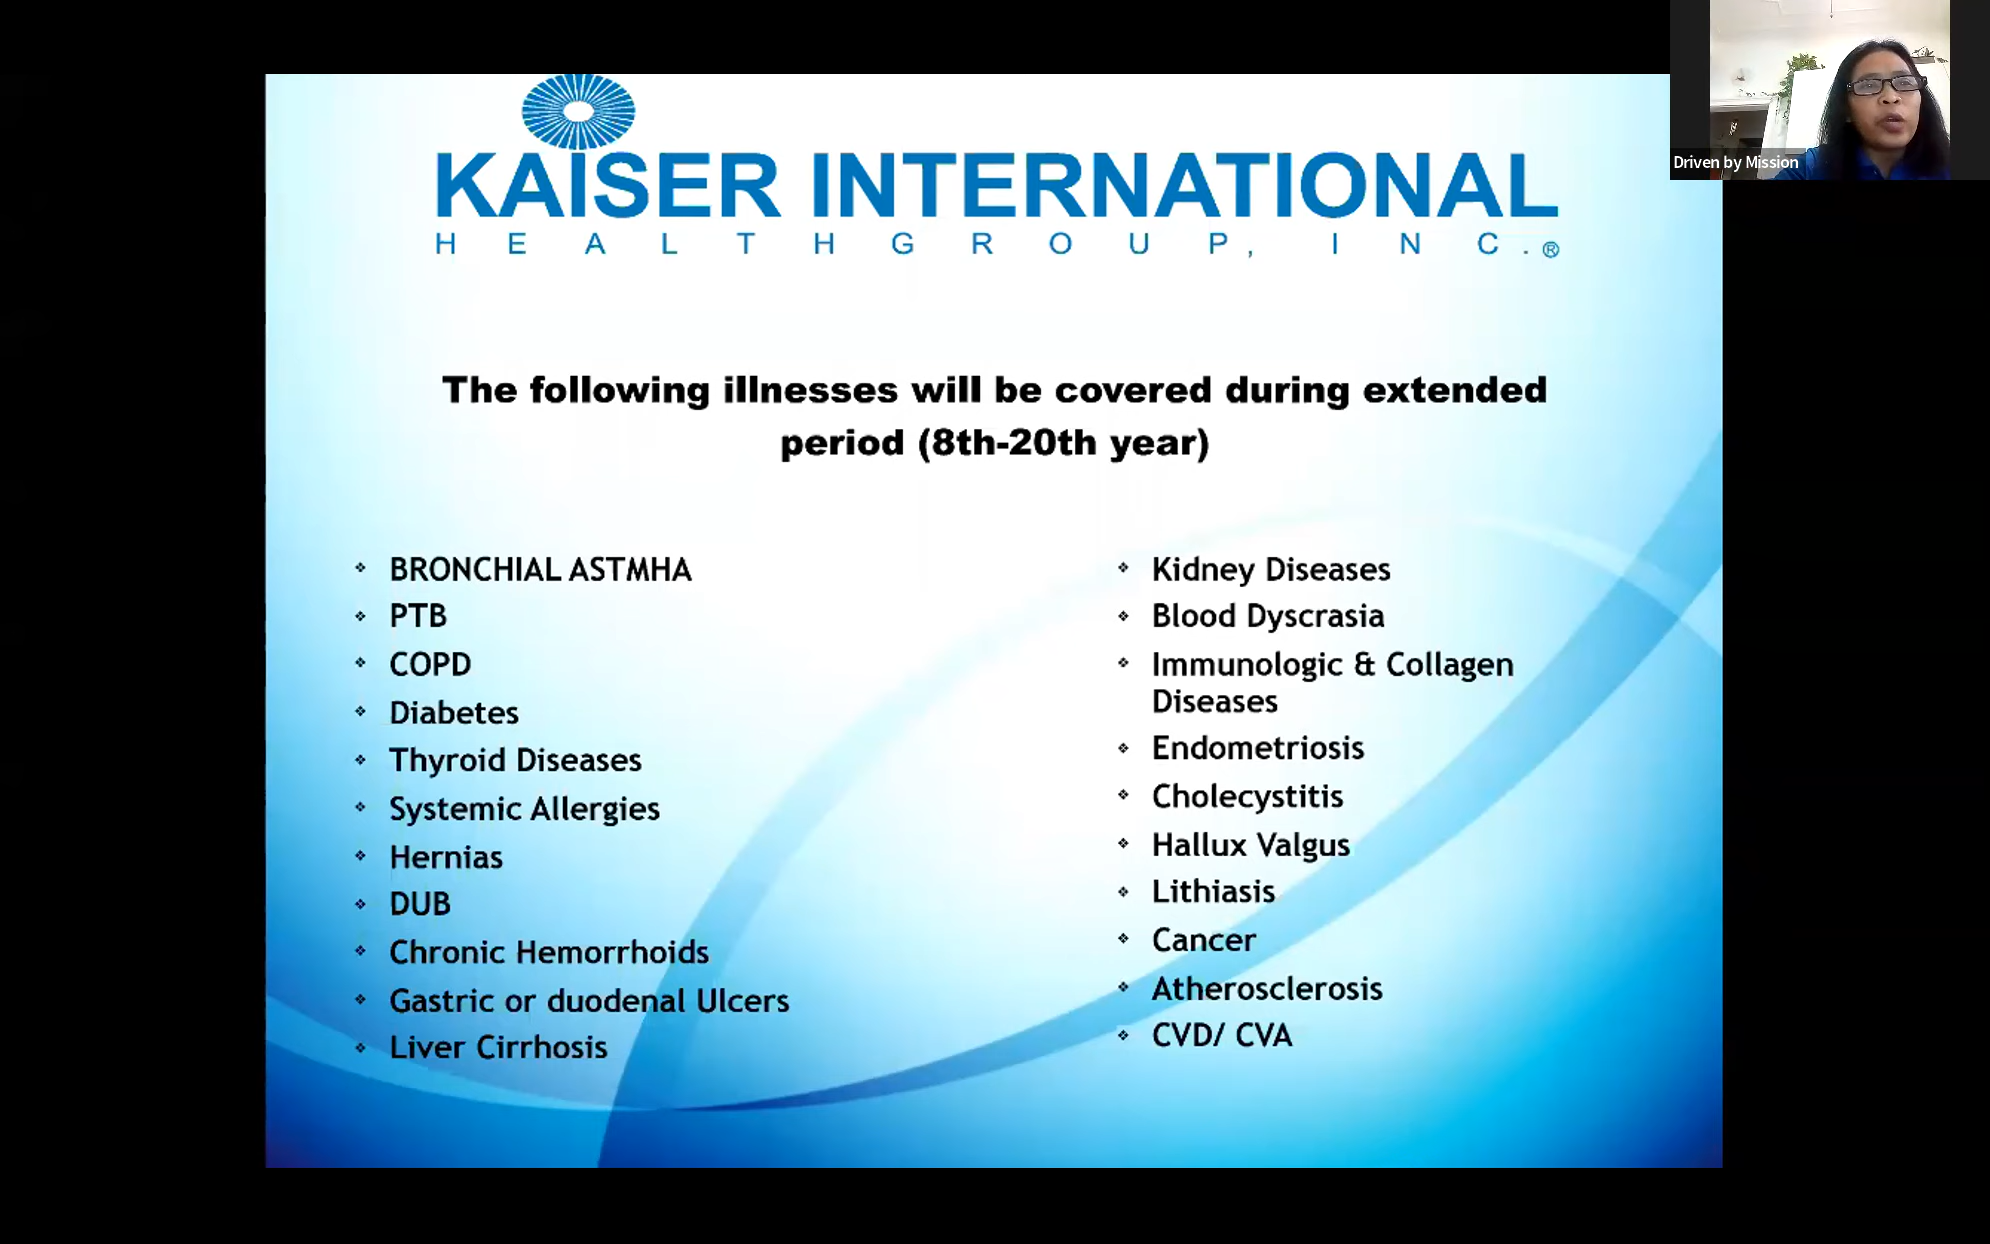 KAISER INTERNATIONAL
HEALTHGROUP, INC.®
Driven by Mission
The following illnesses will be covered during extended
period (8th-20th year)
❖ BRONCHIAL ASTMHA
❖ PTB
❖ COPD
❖ Diabetes
❖ Thyroid Diseases
❖ Systemic Allergies
❖ Hernias
❖ DUB
❖ Chronic Hemorrhoids
❖ Gastric or duodenal Ulcers
❖ Liver Cirrhosis
❖ Kidney Diseases
❖ Blood Dyscrasia
❖ Immunologic & Collagen
Diseases
❖ Endometriosis
❖ Cholecystitis
❖ Hallux Valgus
❖ Lithiasis
❖ Cancer
❖ Atherosclerosis
❖ CVD/ CVA